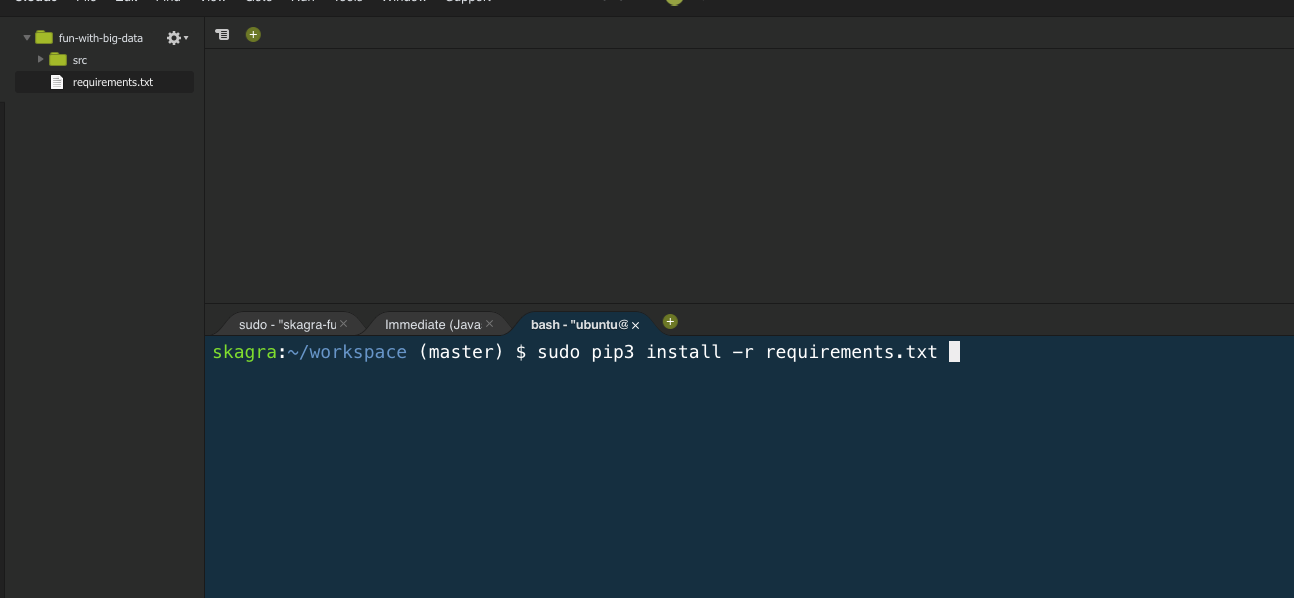 fun-with-big-data
src
requirements.txt
sudo - "skagra-fu
Immediate (Java
bash - "ubuntu@
skagra:~/workspace (master) $ sudo pip3 install -r requirements.txt